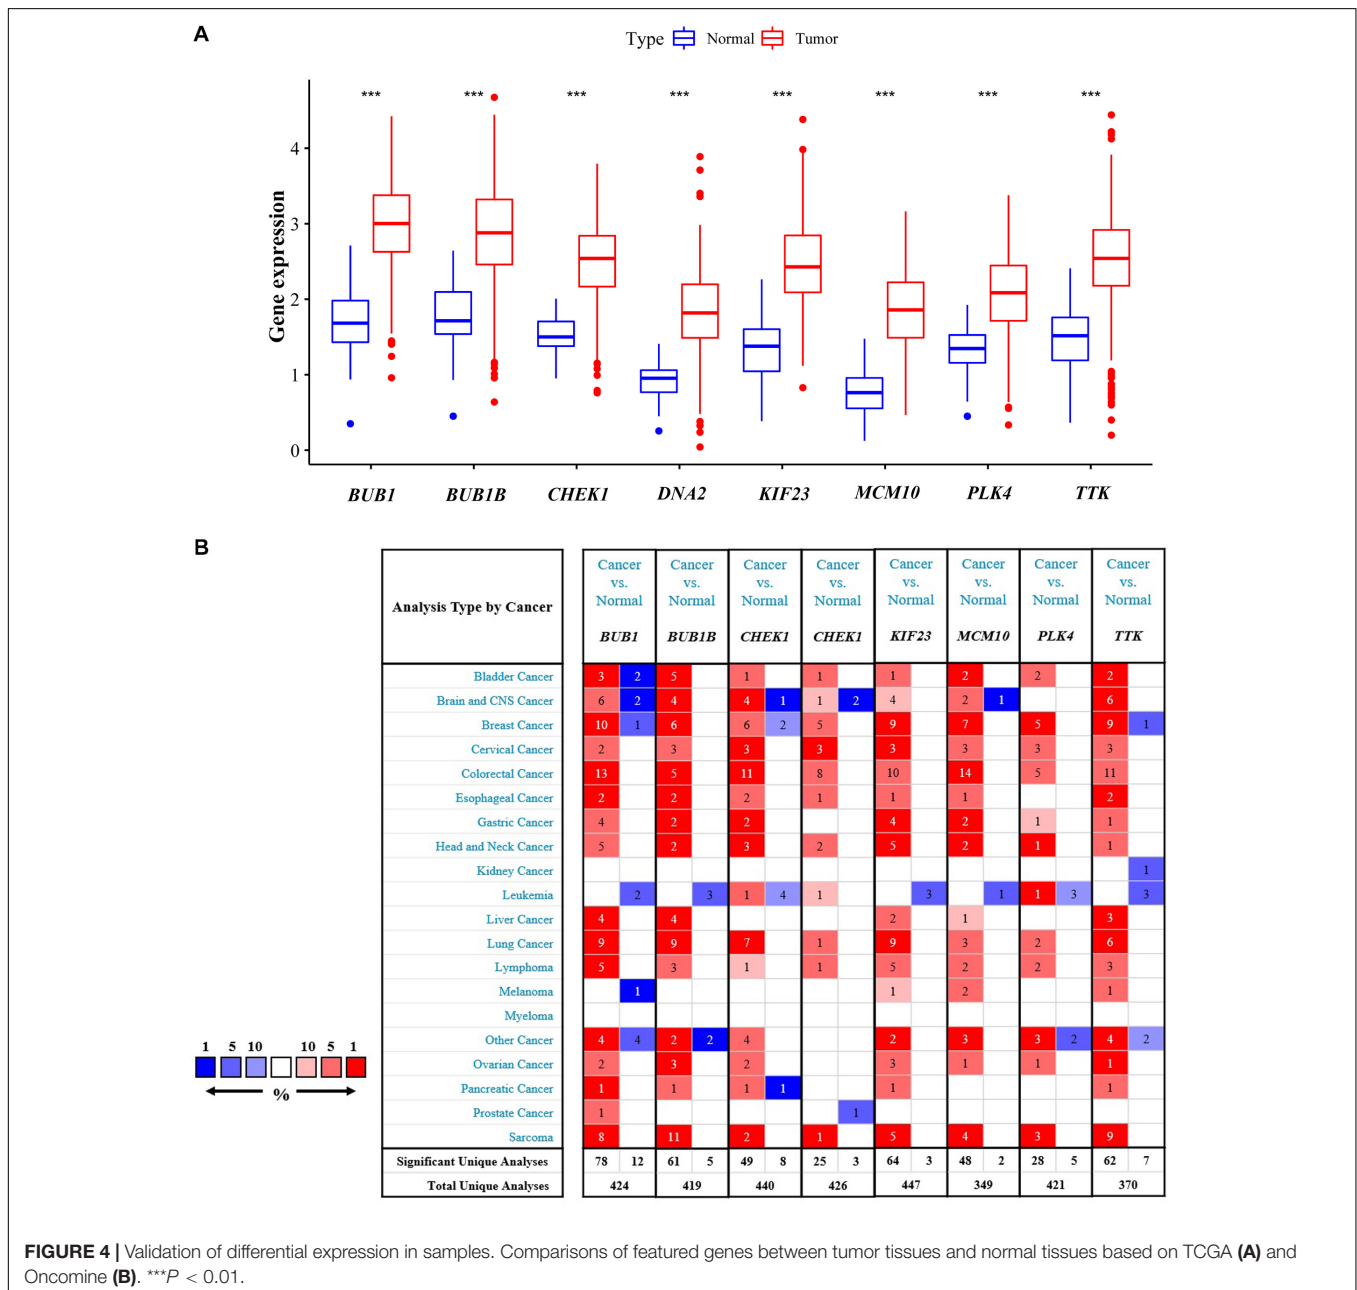 A
Type Normal Tumor
*** *** *** *** *** *** *** ***
Gene expression
4
3
2
1
0
BUB1 BUB1B CHEK1 DNA2 KIF23 MCM10 PLK4 TTK
B
Analysis Type by Cancer
Cancer vs. Normal Cancer vs. Normal Cancer vs. Normal Cancer vs. Normal Cancer vs. Normal Cancer vs. Normal Cancer vs. Normal Cancer vs. Normal
BUB1 BUB1B CHEK1 CHEK1 KIF23 MCM10 PLK4 TTK
Bladder Cancer 3 2 5 1 1 1 2 2 2
Brain and CNS Cancer 6 2 4 4 1 1 2 4 2 1 6
Breast Cancer 10 1 6 6 2 5 9 7 5 9 1
Cervical Cancer 2 3 3 3 3 3 3 3
Colorectal Cancer 13 5 11 8 10 14 5 11
Esophageal Cancer 2 2 2 1 1 1 2
Gastric Cancer 4 2 2 4 2 1 1
Head and Neck Cancer 5 2 3 2 5 2 1 1
Kidney Cancer 1
Leukemia 2 3 1 4 1 3 1 1 3 3
Liver Cancer 4 4 2 1 3
Lung Cancer 9 9 7 1 9 3 2 6
Lymphoma 5 3 1 1 5 2 2 3
Melanoma 1 1 2 1
Myeloma
Other Cancer 4 4 2 2 4 2 3 3 2 4 2
Ovarian Cancer 2 3 2 3 1 1 1
Pancreatic Cancer 1 1 1 1 1 1
Prostate Cancer 1 1
Sarcoma 8 11 2 1 5 4 3 9
Significant Unique Analyses 78 12 61 5 49 8 25 3 64 3 48 2 28 5 62 7
Total Unique Analyses 424 419 440 426 447 349 421 370
1 5 10 10 5 1
%
FIGURE 4 | Validation of differential expression in samples. Comparisons of featured genes between tumor tissues and normal tissues based on TCGA (A) and
Oncomine (B). ***P < 0.01.